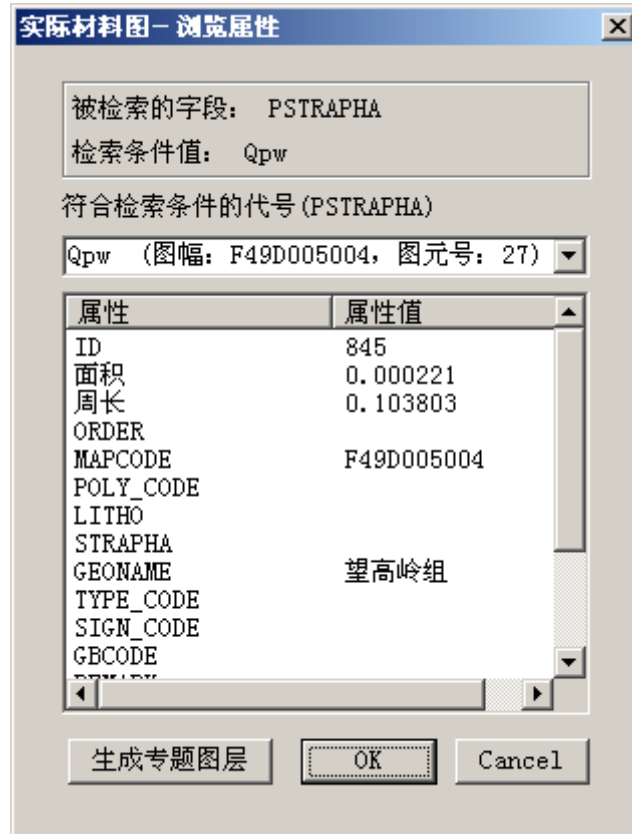 实际材料图－浏览属性
被检索的字段： PSTRAPHA
检索条件值： Qpw
符合检索条件的代号(PSTRAPHA)
Qpw （图幅：F49D005004，图元号：27）
属性 属性值
ID 845
面积 0.000221
周长 0.103803
ORDER
MAPCODE F49D005004
POLY_CODE
LITHO
STRAPHA
GEONAME 望高岭组
TYPE_CODE
SIGN_CODE
GBCODE
生成专题图层 OK Cancel